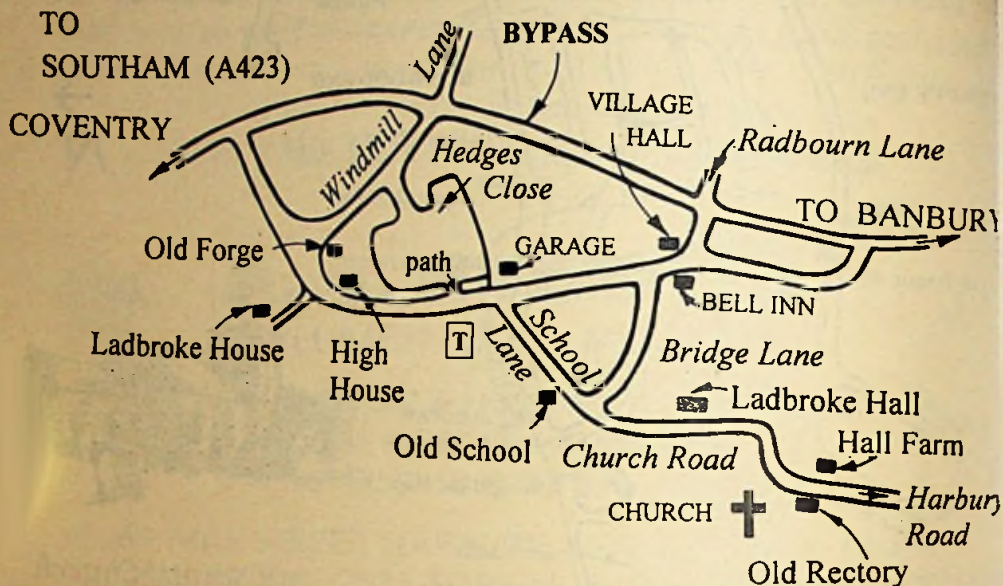 TO
SOUTHAM (A423)
COVENTRY
Lane
BYPASS
VILLAGE
HALL
Windmill
Hedges
Close
Radbourn Lane
TO BANBURY
Old Forge
path
GARAGE
BELL INN
Ladbroke House
High
House
T
School
Lane
Bridge Lane
Ladbroke Hall
Old School
Church Road
Hall Farm
CHURCH
Harbury
Road
Old Rectory